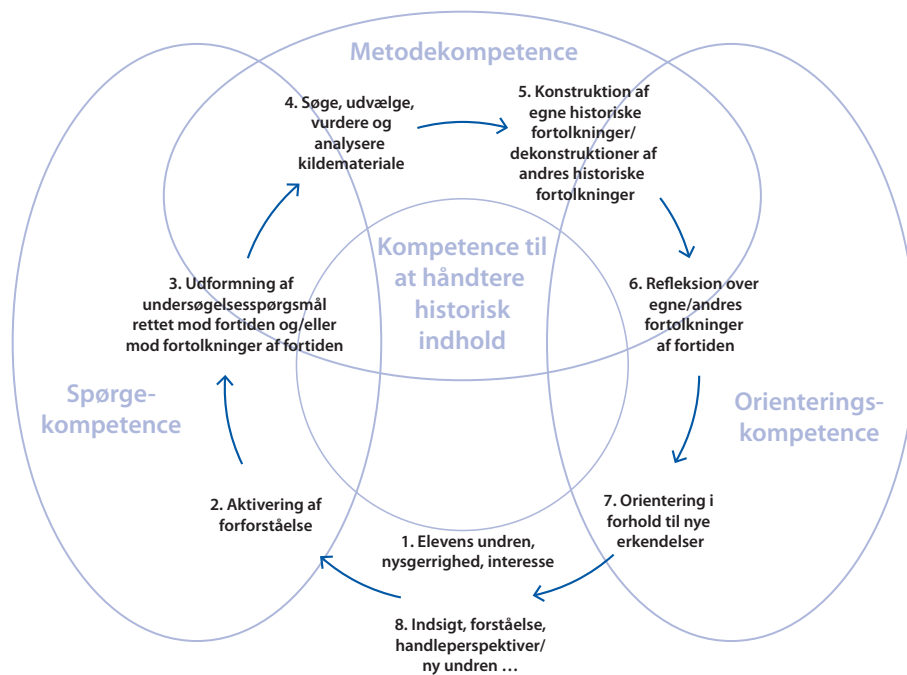 Metodekompetence
4. Søge, udvælge,
vurdere og
analysere
kildemateriale
5. Konstruktion af
egne historiske
fortolkninger/
dekonstruktioner af
andres historiske
fortolkninger
Kompetence til
at håndtere
historisk
indhold
3. Udformning af
undersøgelsesspørgsmål
rettet mod fortiden og/eller
mod fortolkninger af fortiden
6. Refleksion over
egne/andres
fortolkninger
af fortiden
Spørge-
kompetence
Orienterings-
kompetence
2. Aktivering af
forforståelse
7. Orientering i
forhold til nye
erkendelser
1. Elevens undren,
nysgerrighed, interesse
8. Indsigt, forståelse,
handleperspektiver/
ny undren …